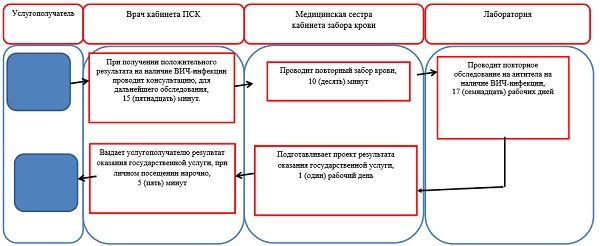 Услугополучатель
Врач кабинета ПСК
Медицинская сестра
кабинета забора крови
Лаборатория
При получении положительного
результата на наличие ВИЧ-инфекции
проводит консультацию, для
дальнейшего обследования,
15 (пятнадцать) минут.
Проводит повторный забор крови,
10 (десять) минут
Проводит повторное
обследование на антитела на
наличие ВИЧ-инфекции,
17 (семнадцать) рабочих дней
Выдает услугополучателю результат
оказания государственной услуги, при
личном посещении нарочно,
5 (пять) минут
Подготавливает проект результата
оказания государственной услуги,
1 (один) рабочий день